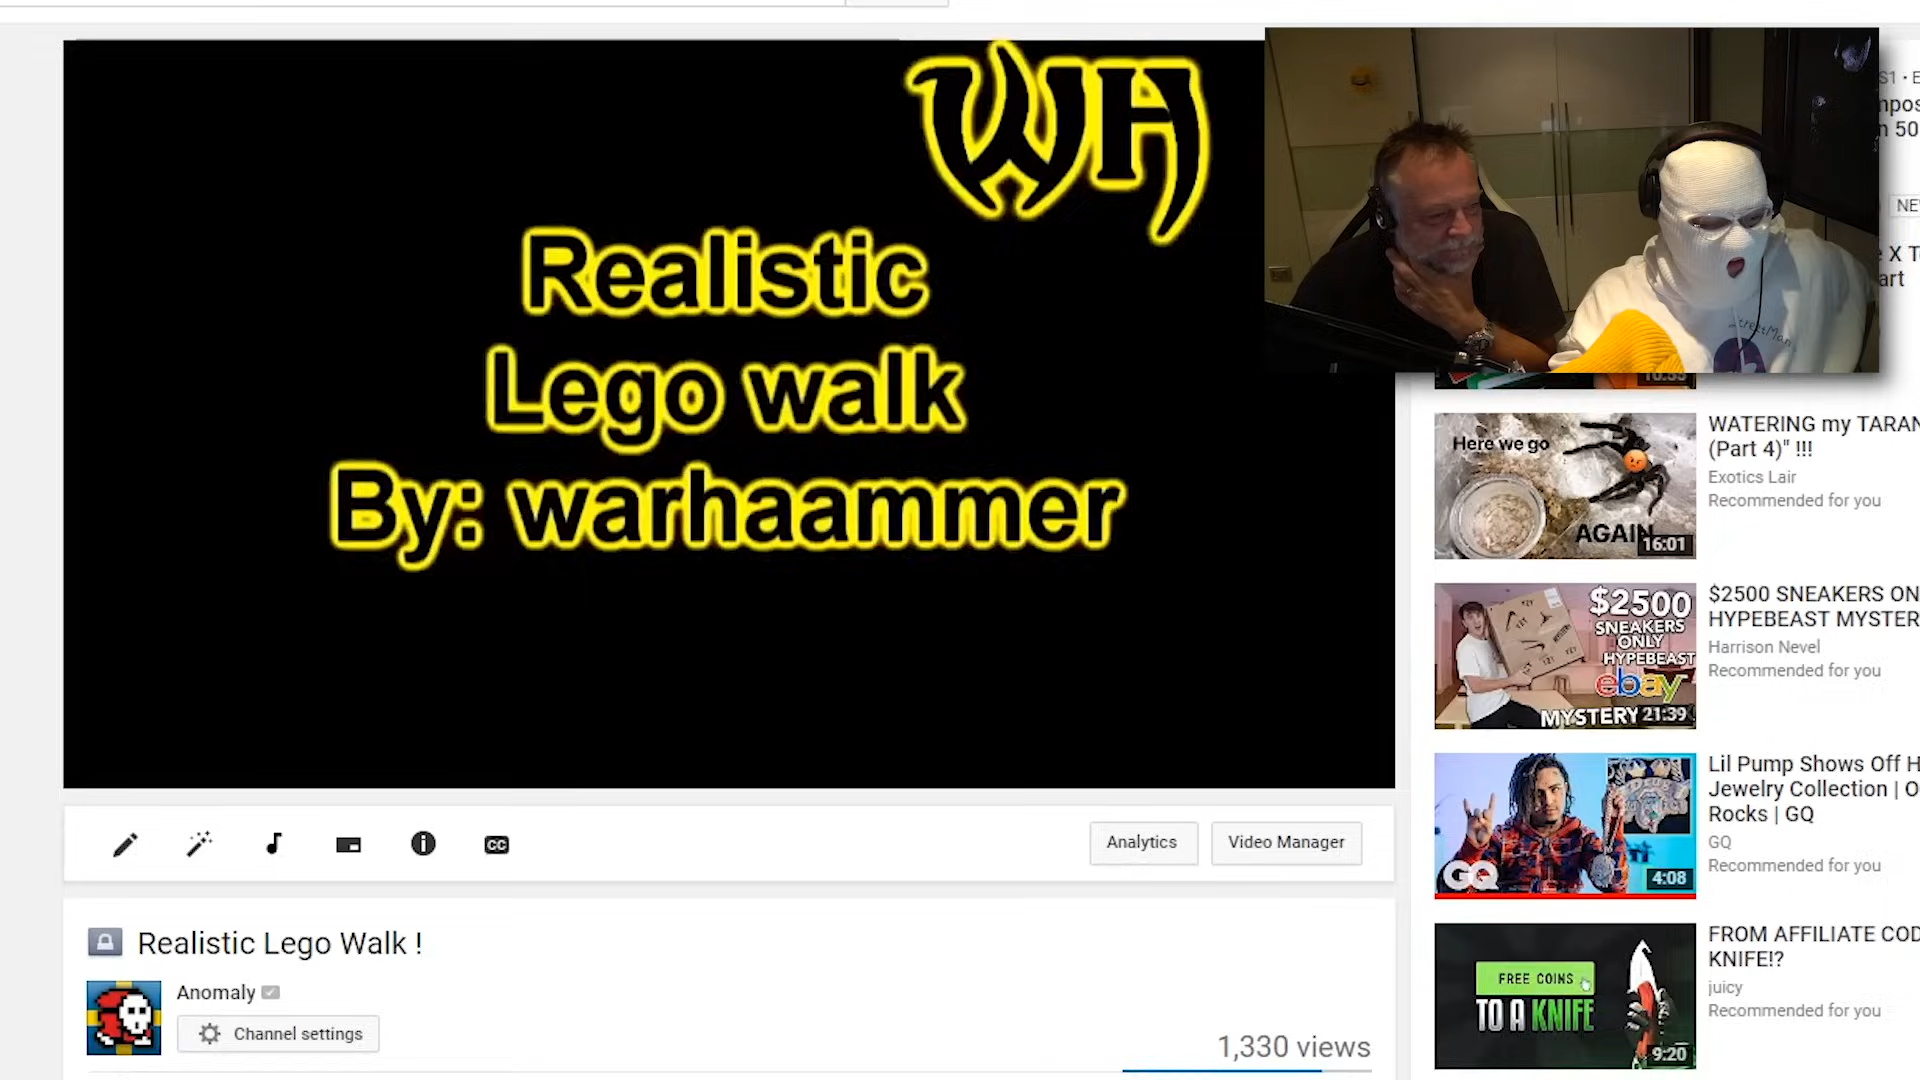 WH
Realistic
Lego walk
By: warhaammer
Analytics
Video Manager
Realistic Lego Walk !
Anomaly
Channel settings
1,330 views
CC
NE
Here we go
AGAIN
16:01
WATERING my TARAN
(Part 4)" !!!
Exotics Lair
Recommended for you
$2500
SNEAKERS
ONLY
HYPEBEAST
ebay
MYSTERY
21:39
$2500 SNEAKERS ON
HYPEBEAST MYSTER
Harrison Nevel
Recommended for you
GQ
4:08
Lil Pump Shows Off H
Jewelry Collection | O
Rocks | GQ
GQ
Recommended for you
FREE COINS
TO A KNIFE
9:20
FROM AFFILIATE COD
KNIFE!?
juicy
Recommended for you